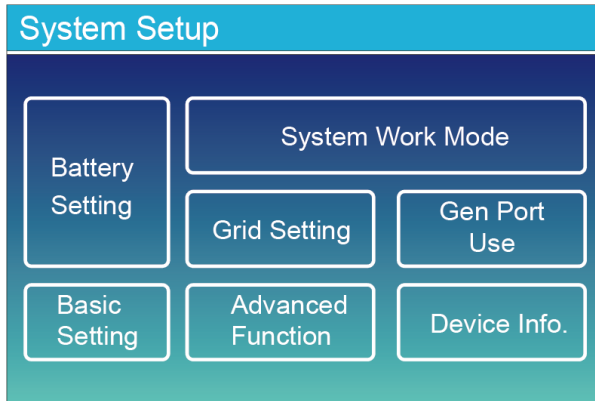 System Setup
System Work Mode
Battery
Setting
Grid Setting
Gen Port
Use
Basic
Setting
Advanced
Function
Device Info.